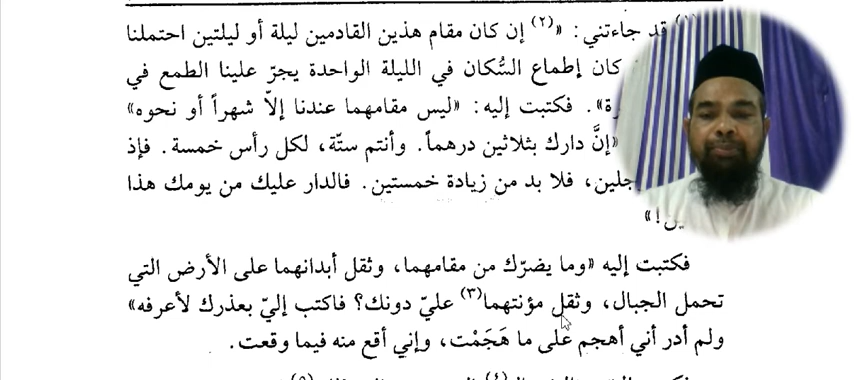 (١) قد جاءتني: «(٢) إن كان مقام هذين القادمين ليلة أو ليلتين احتملنا
كان إطماع السُّكان في الليلة الواحدة يجرّ علينا الطمع في
رة». فكتبت إليه: «ليس مقامهما عندنا إلاّ شهراً أو نحوه»
«إنَّ دارك بثلاثين درهماً. وأنتم ستّة، لكل رأس خمسة. فإذ
جلين، فلا بد من زيادة خمستين. فالدار عليك من يومك هذا
ين!»
فكتبت إليه «وما يضرّك من مقامهما، وثقل أبدانهما على الأرض التي
تحمل الجبال، وثقل مؤنتهما(٣) عليّ دونك؟ فاكتب إليّ بعذرك لأعرفه»
ولم أدر أني أهجم على ما هَجَمْت، وإني أقع منه فيما وقعت.